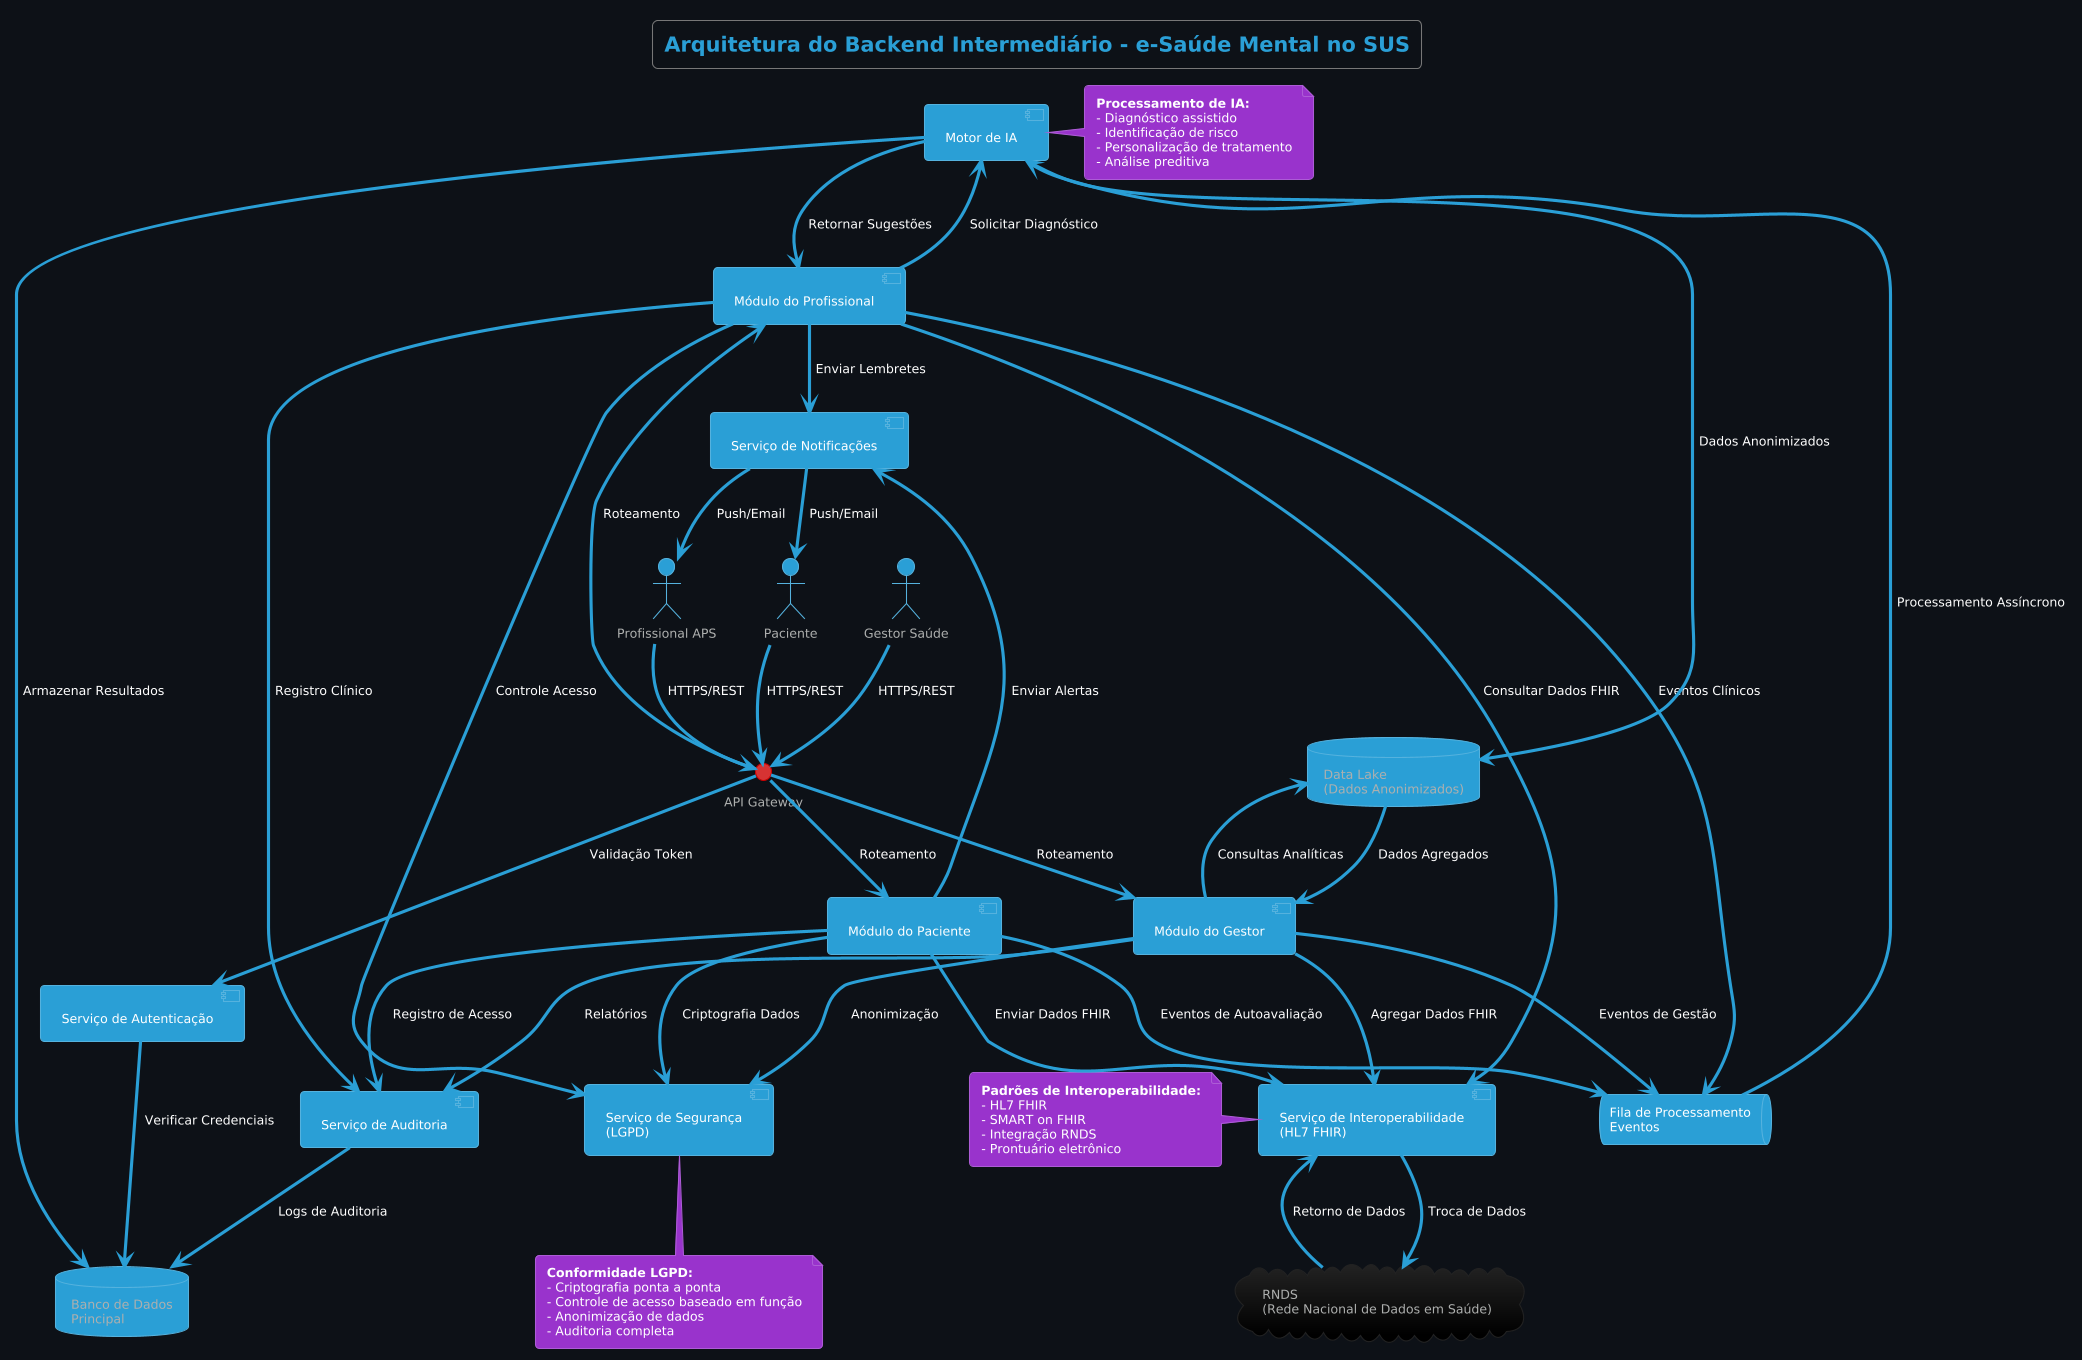 Arquitetura do Backend Intermediário - e-Saúde Mental no SUS
Motor de IA
Processamento de IA:
- Diagnóstico assistido
- Identificação de risco
- Personalização de tratamento
- Análise preditiva
Retornar Sugestões
Solicitar Diagnóstico
Módulo do Profissional
Enviar Lembretes
Serviço de Notificações
Dados Anonimizados
Roteamento
Push/Email
Push/Email
Profissional APS
Paciente
Gestor Saúde
Processamento Assíncrono
Armazenar Resultados
Registro Clínico
Controle Acesso
HTTPS/REST
HTTPS/REST
HTTPS/REST
Enviar Alertas
Consultar Dados FHIR
Eventos Clínicos
Data Lake
(Dados Anonimizados)
API Gateway
Validação Token
Roteamento
Roteamento
Consultas Analíticas
Dados Agregados
Módulo do Paciente
Módulo do Gestor
Serviço de Autenticação
Registro de Acesso
Relatórios
Criptografia Dados
Anonimização
Enviar Dados FHIR
Eventos de Autoavaliação
Agregar Dados FHIR
Eventos de Gestão
Verificar Credenciais
Serviço de Auditoria
Serviço de Segurança
(LGPD)
Padrões de Interoperabilidade:
- HL7 FHIR
- SMART on FHIR
- Integração RNDS
- Prontuário eletrônico
Serviço de Interoperabilidade
(HL7 FHIR)
Fila de Processamento
Eventos
Logs de Auditoria
Retorno de Dados
Troca de Dados
Banco de Dados
Principal
Conformidade LGPD:
- Criptografia ponta a ponta
- Controle de acesso baseado em função
- Anonimização de dados
- Auditoria completa
RNDS
(Rede Nacional de Dados em Saúde)